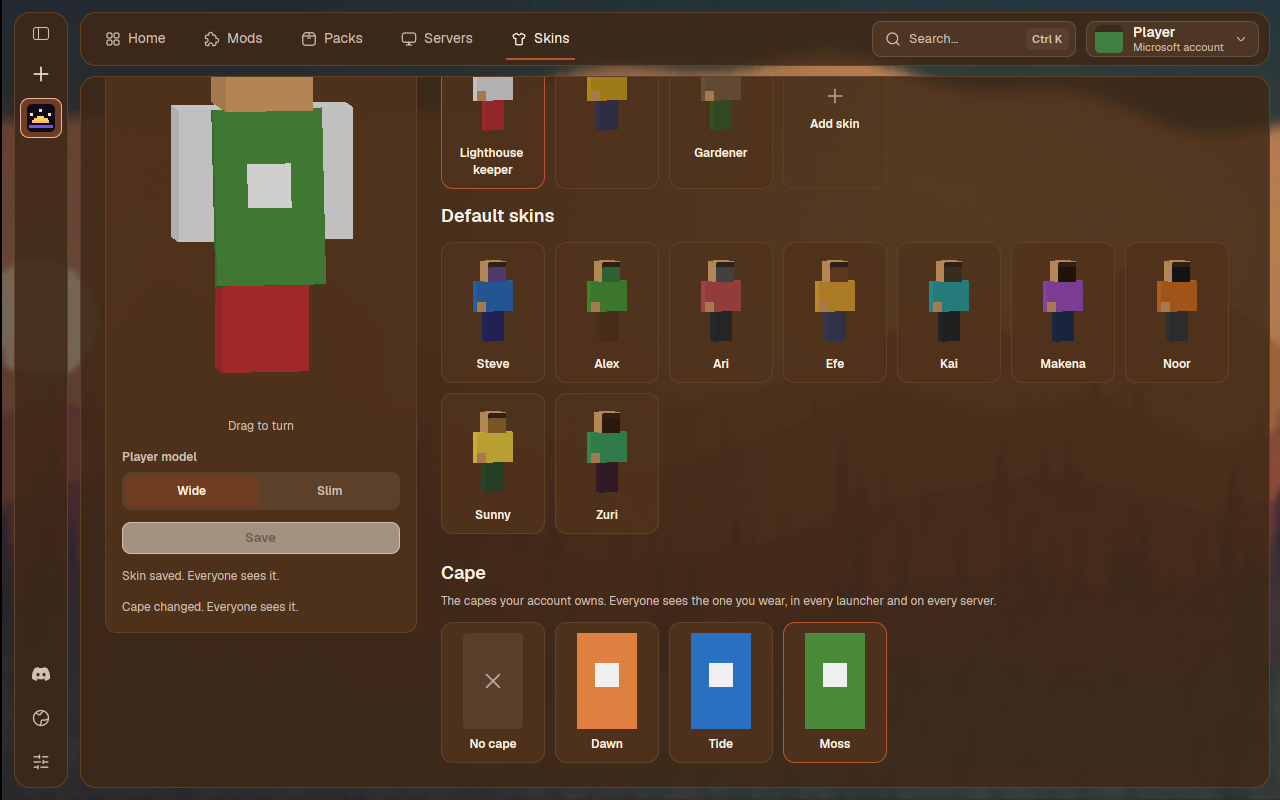 Home
Mods
Packs
Servers
Skins
Search...
Ctrl K
Player
Microsoft account
Lighthouse
keeper
Gardener
Add skin
Default skins
Steve
Alex
Ari
Efe
Kai
Makena
Noor
Sunny
Zuri
Drag to turn
Player model
Wide
Slim
Save
Skin saved. Everyone sees it.
Cape changed. Everyone sees it.
Cape
The capes your account owns. Everyone sees the one you wear, in every launcher and on every server.
No cape
Dawn
Tide
Moss